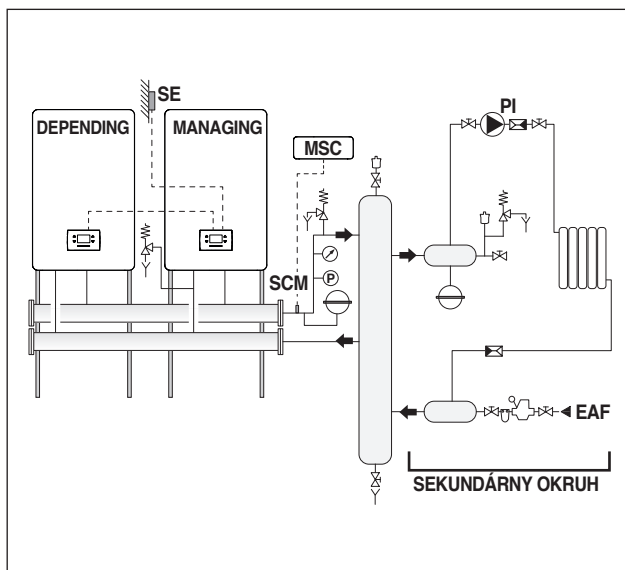 SE
PI
DEPENDING
MANAGING
MSC
SCM
P
EAF
SEKUNDÁRNY OKRUH